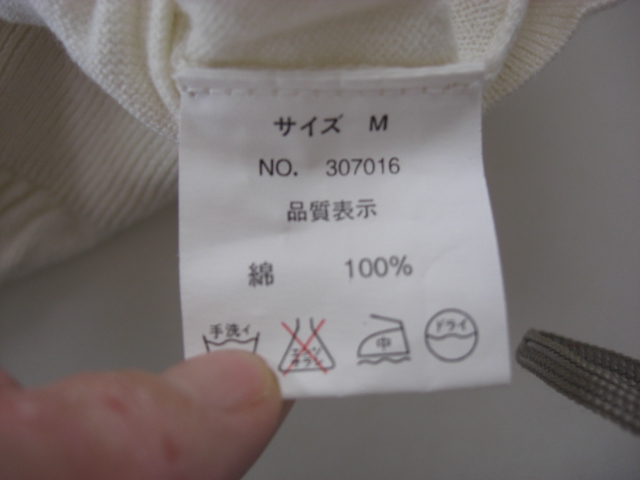 サイズ M
NO. 307016
品質表示
綿 100%
手洗イ 中 ドライ